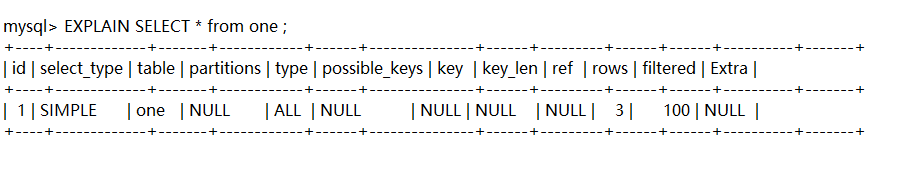 mysql> EXPLAIN SELECT * from one ;
+----+-------------+-------+------------+------+---------------+------+---------+------+------+----------+-------+
| id | select_type | table | partitions | type | possible_keys | key | key_len | ref | rows | filtered | Extra |
+----+-------------+-------+------------+------+---------------+------+---------+------+------+----------+-------+
| 1 | SIMPLE | one | NULL | ALL | NULL | NULL | NULL | NULL | 3 | 100 | NULL |
+----+-------------+-------+------------+------+---------------+------+---------+------+------+----------+-------+